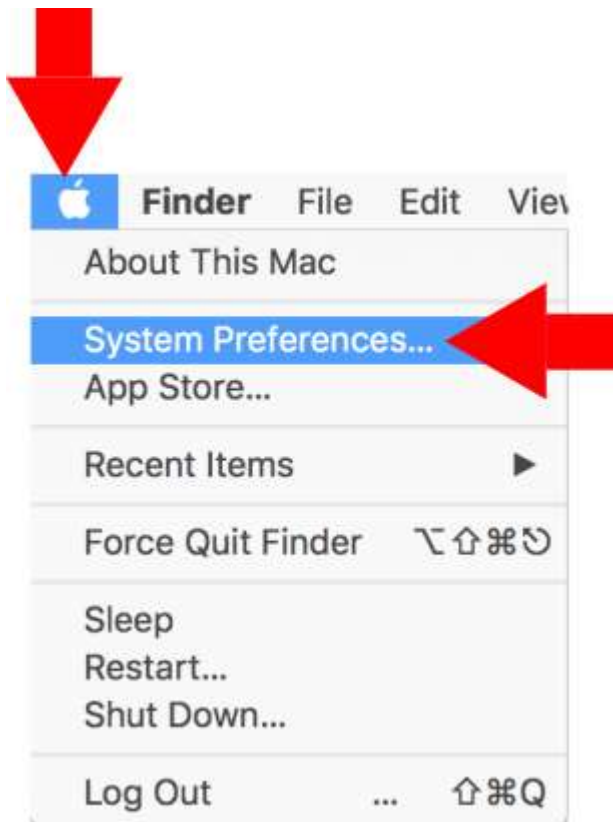 Finder File Edit View
About This Mac
System Preferences...
App Store...
Recent Items ▶
Force Quit Finder ⌥⇧⌘⎋
Sleep
Restart...
Shut Down...
Log Out ... ⇧⌘Q